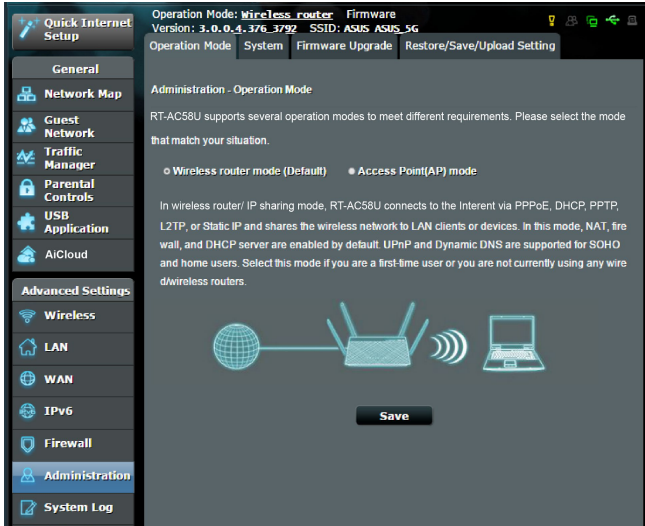 Quick Internet
Setup
Operation Mode: Wireless router Firmware
Version: 3.0.0.4.376_3792 SSID: ASUS ASUS_5G
Operation Mode System Firmware Upgrade Restore/Save/Upload Setting
General
Network Map
Guest
Network
Traffic
Manager
Parental
Controls
USB
Application
AiCloud
Advanced Settings
Wireless
LAN
WAN
IPv6
Firewall
Administration
System Log
Administration - Operation Mode
RT-AC58U supports several operation modes to meet different requirements. Please select the mode
that match your situation.
Wireless router mode (Default) Access Point(AP) mode
In wireless router/ IP sharing mode, RT-AC58U connects to the Interent via PPPoE, DHCP, PPTP,
L2TP, or Static IP and shares the wireless network to LAN clients or devices. In this mode, NAT, fire
wall, and DHCP server are enabled by default. UPnP and Dynamic DNS are supported for SOHO
and home users. Select this mode if you are a first-time user or you are not currently using any wire
d/wireless routers.
Save